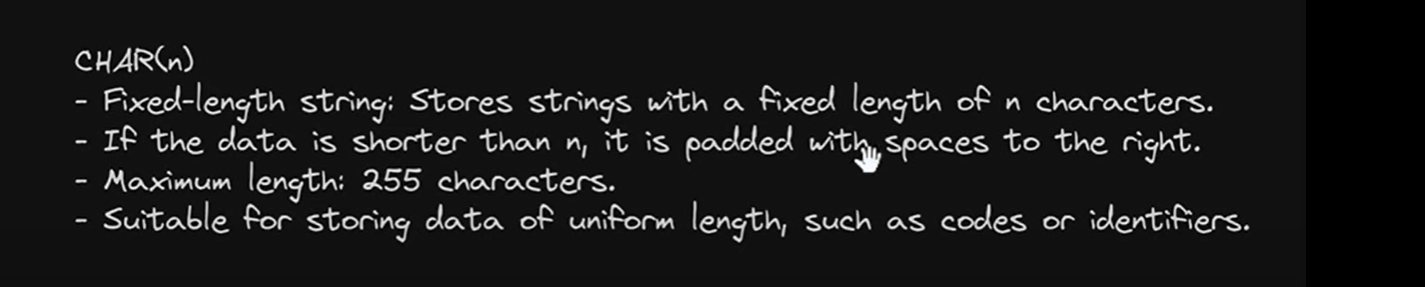 CHAR(n)
- Fixed-length string: Stores strings with a fixed length of n characters.
- If the data is shorter than n, it is padded with spaces to the right.
- Maximum length: 255 characters.
- Suitable for storing data of uniform length, such as codes or identifiers.